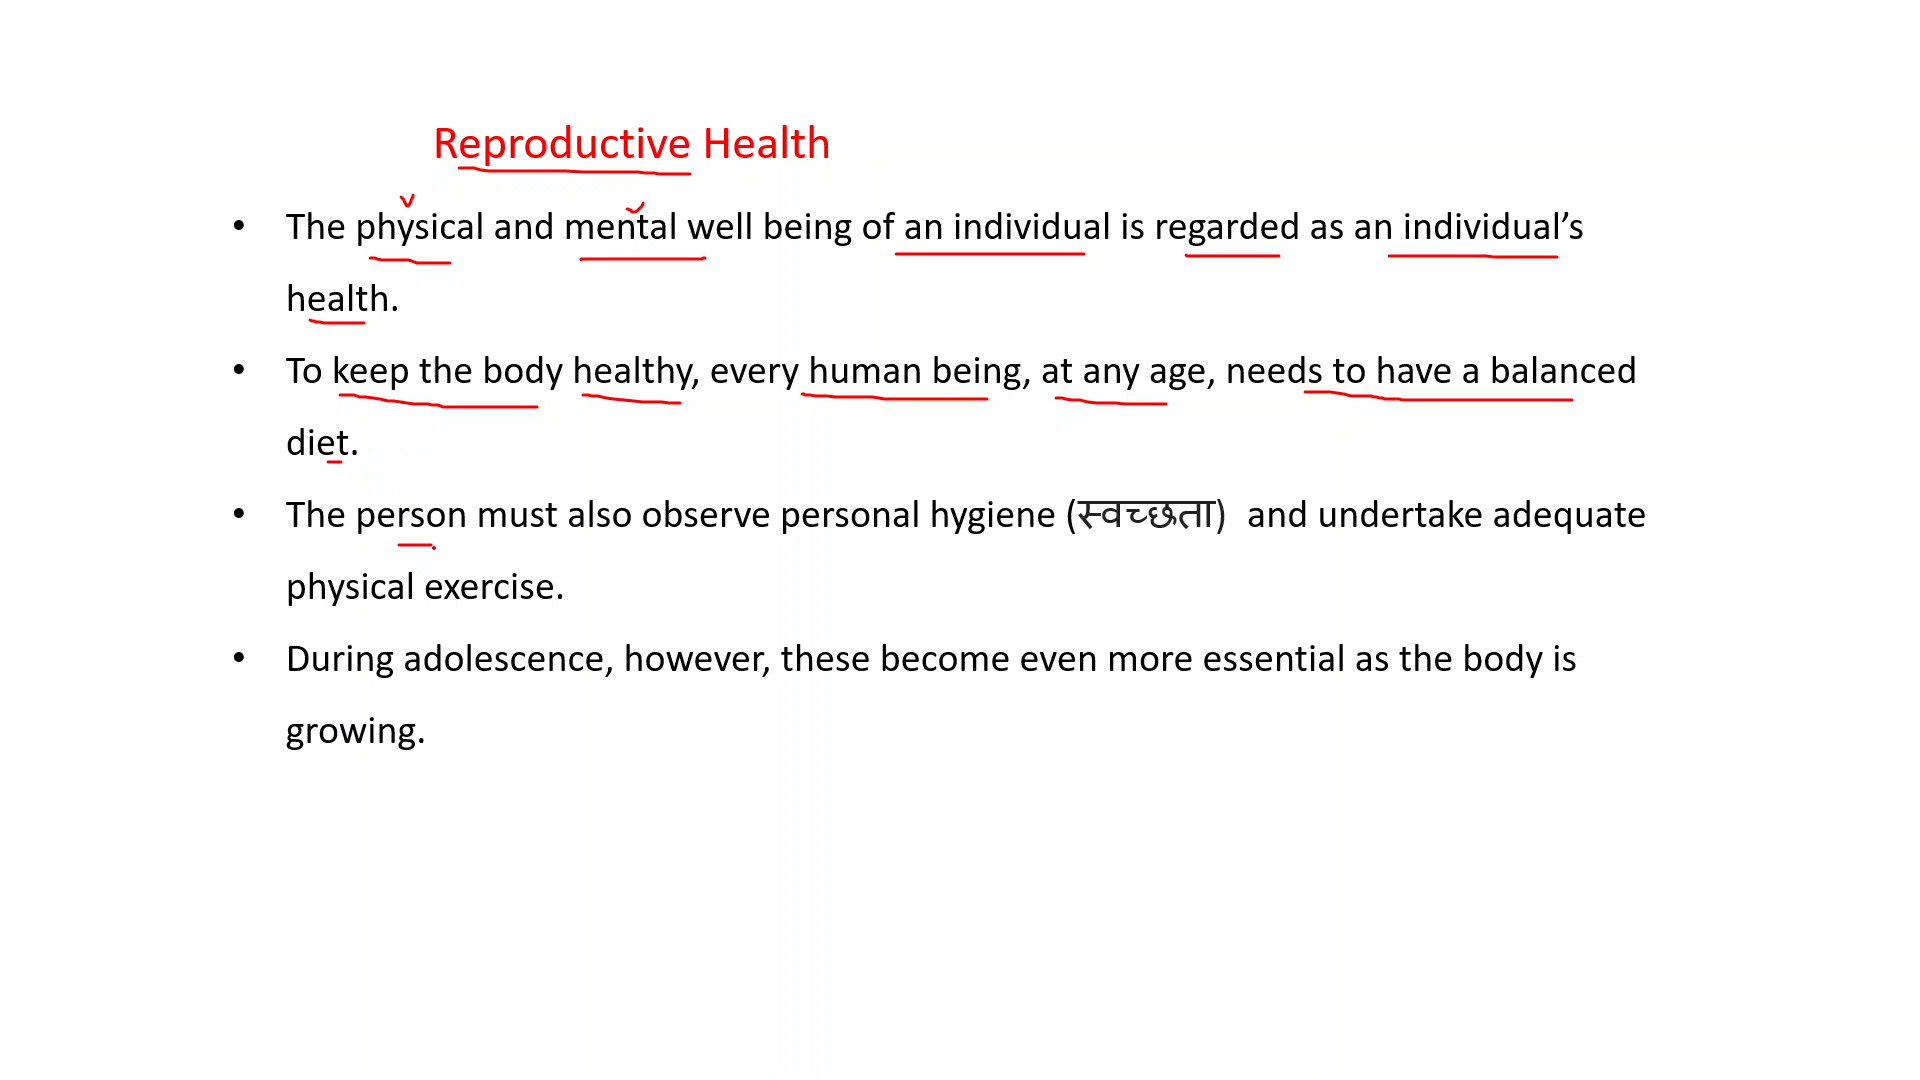 Reproductive Health
• The physical and mental well being of an individual is regarded as an individual’s
health.
• To keep the body healthy, every human being, at any age, needs to have a balanced
diet.
• The person must also observe personal hygiene (स्वच्छता) and undertake adequate
physical exercise.
• During adolescence, however, these become even more essential as the body is
growing.